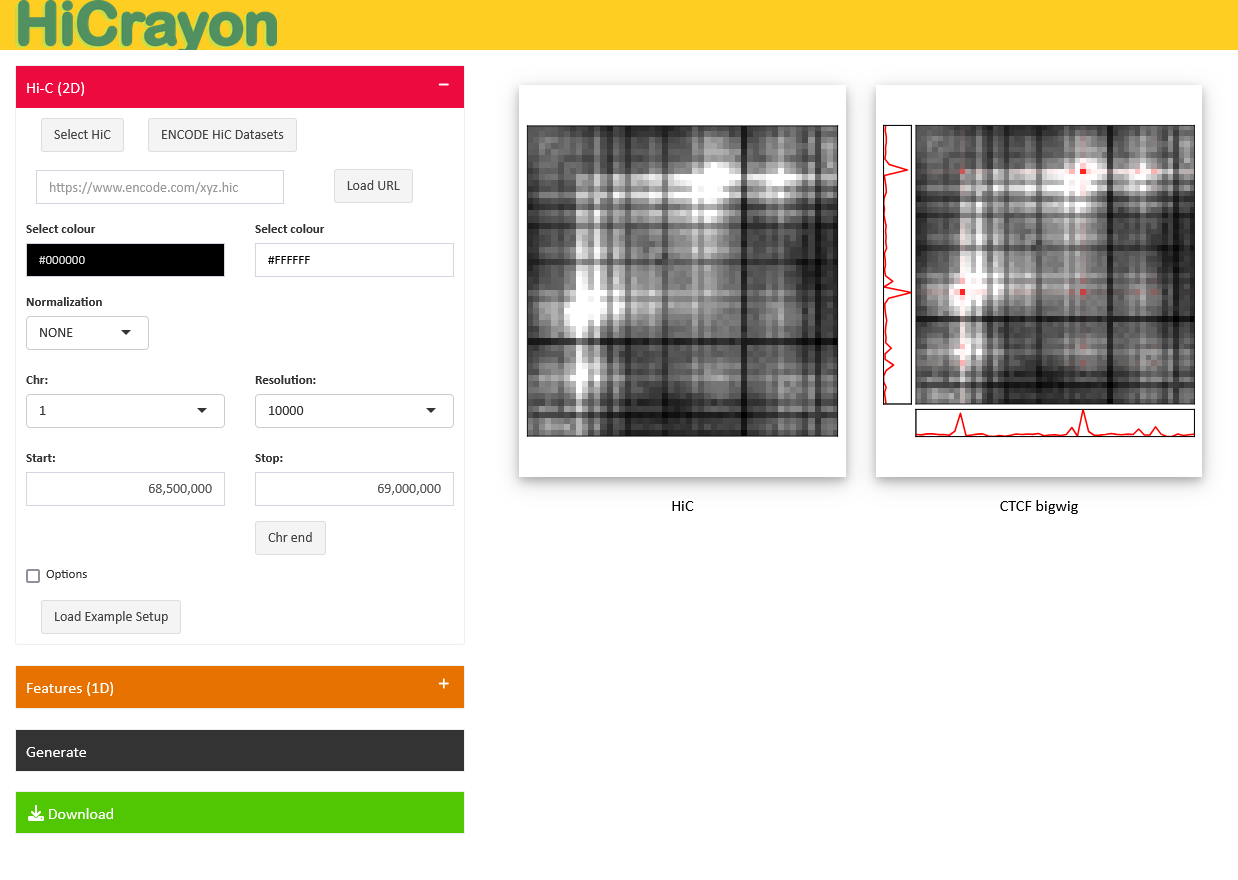 HiCrayon
Hi-C (2D)
Select HiC
ENCODE HiC Datasets
https://www.encode.com/xyz.hic
Load URL
Select colour
Select colour
#000000
#FFFFFF
Normalization
NONE
Chr:
Resolution:
1
10000
Start:
Stop:
68,500,000
69,000,000
Chr end
Options
Load Example Setup
Features (1D)
Generate
Download
HiC
CTCF bigwig